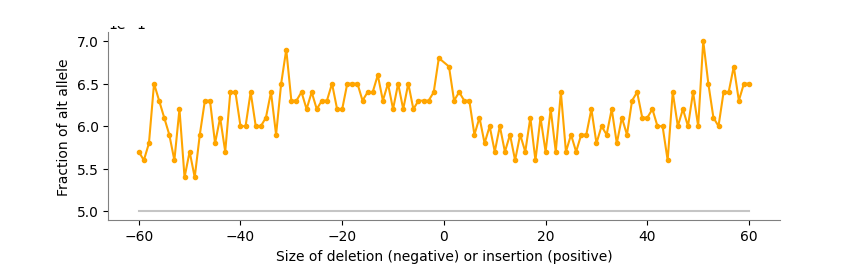 7.0
6.5
6.0
5.5
5.0
Fraction of alt allele
−60 −40 −20 0 20 40 60
Size of deletion (negative) or insertion (positive)